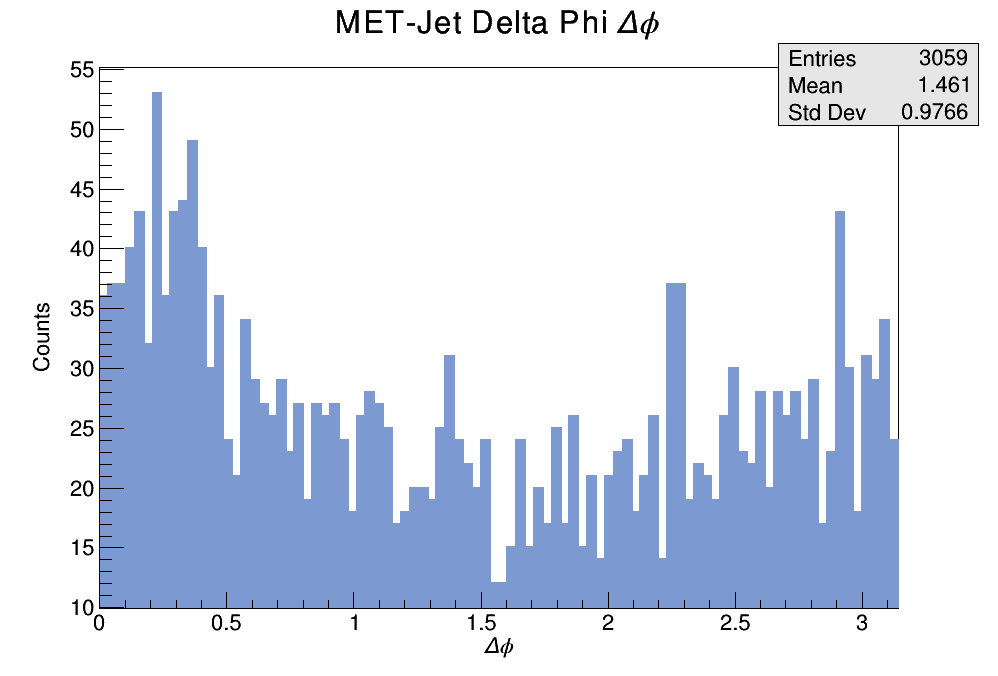 MET-Jet Delta Phi Δϕ
Entries 3059
Mean 1.461
Std Dev 0.9766
55
50
45
40
35
30
25
20
15
10
Counts
0 0.5 1 1.5 2 2.5 3
Δϕ